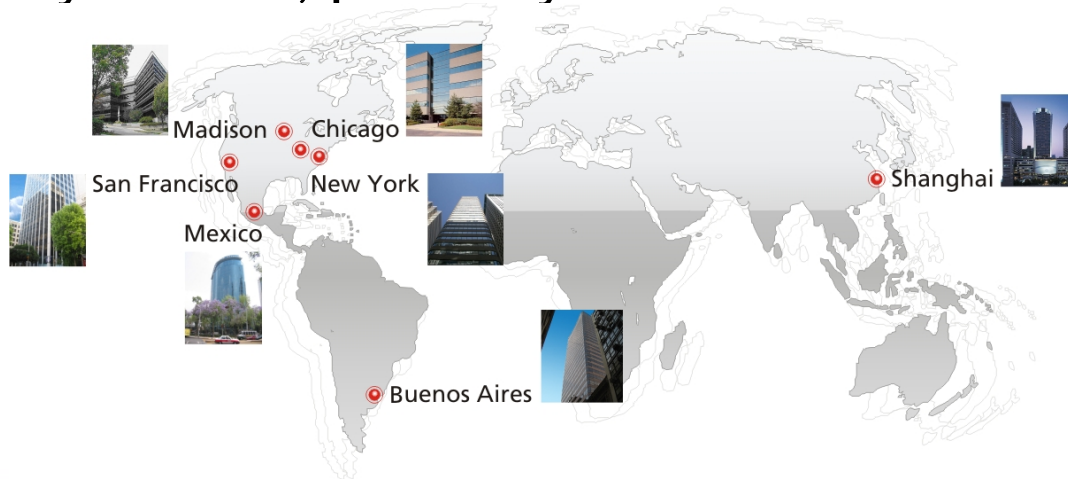 Madison
Chicago
San Francisco
New York
Mexico
Shanghai
Buenos Aires